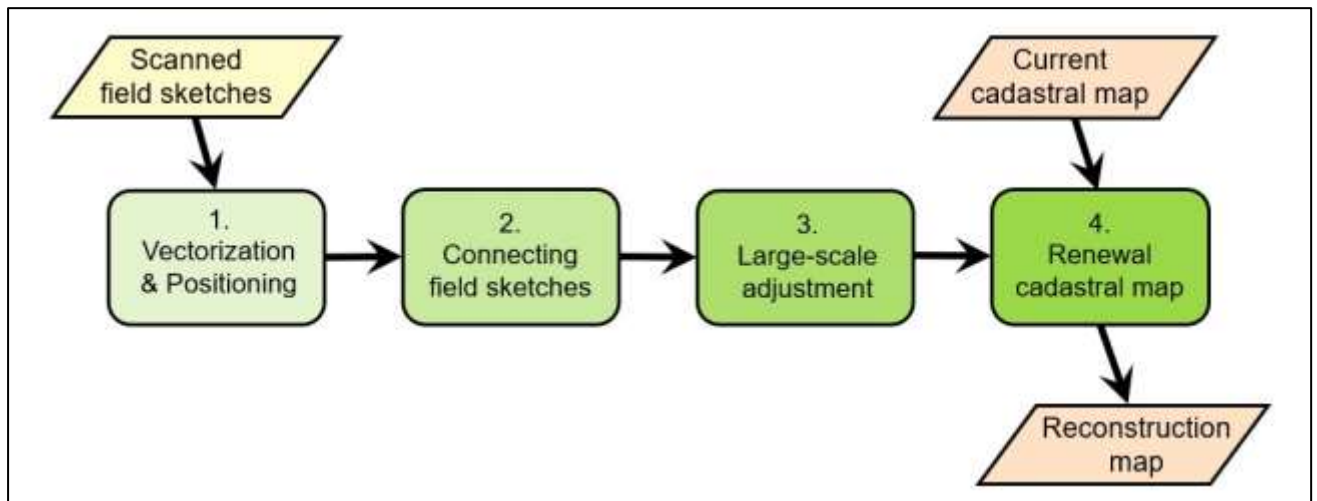 Scanned
field sketches
Current
cadastral map
1.
Vectorization
& Positioning
2.
Connecting
field sketches
3.
Large-scale
adjustment
4.
Renewal
cadastral map
Reconstruction
map